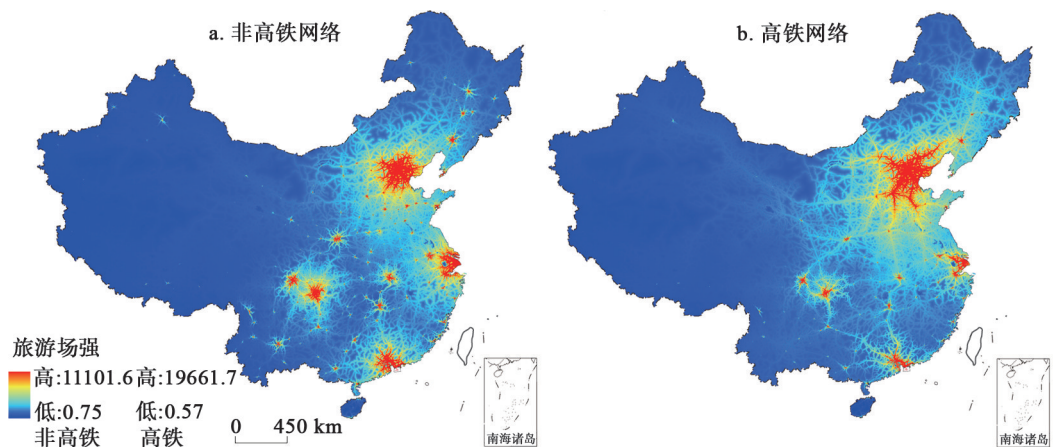 a. 非高铁网络
b. 高铁网络
旅游场强
高:11101.6 高:19661.7
低:0.75 低:0.57
非高铁 高铁
0 450 km
南海诸岛
南海诸岛